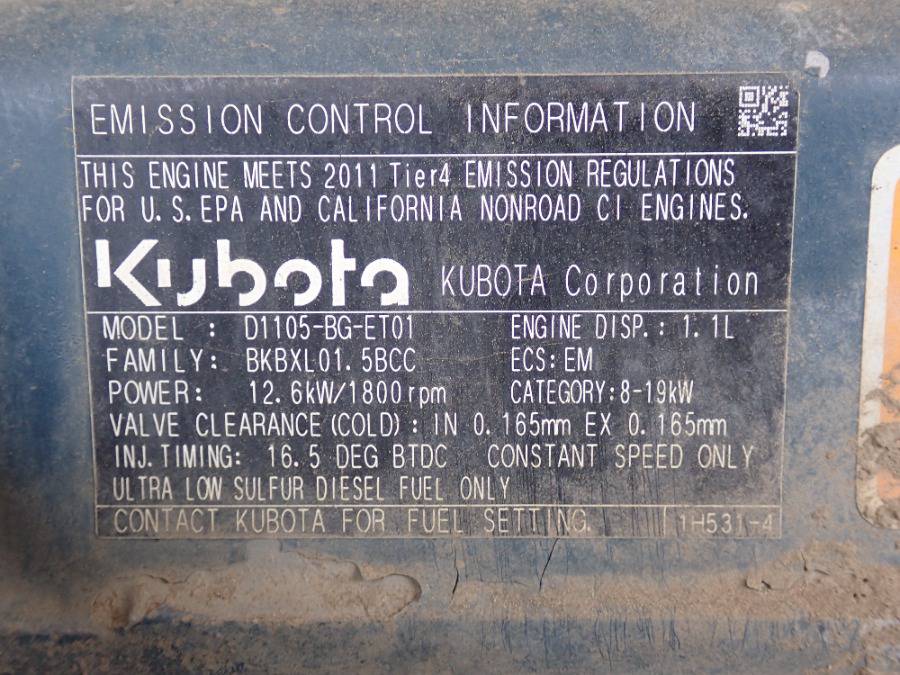 EMISSION CONTROL INFORMATION
THIS ENGINE MEETS 2011 Tier4 EMISSION REGULATIONS
FOR U.S.EPA AND CALIFORNIA NONROAD CI ENGINES.
Kubota KUBOTA Corporation
MODEL : D1105-BG-ET01 ENGINE DISP.: 1.1L
FAMILY: BKBXL01.5BCC ECS:EM
POWER: 12.6kW/1800rpm CATEGORY:8-19kW
VALVE CLEARANCE(COLD): IN 0.165mm EX 0.165mm
INJ.TIMING: 16.5 DEG BTDC CONSTANT SPEED ONLY
ULTRA LOW SULFUR DIESEL FUEL ONLY
CONTACT KUBOTA FOR FUEL SETTING. 1H531-4